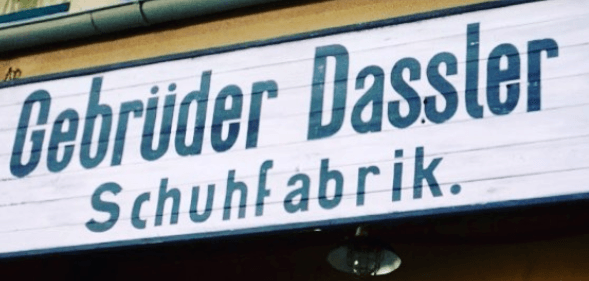 Gebrüder Dassler
Schuhfabrik.